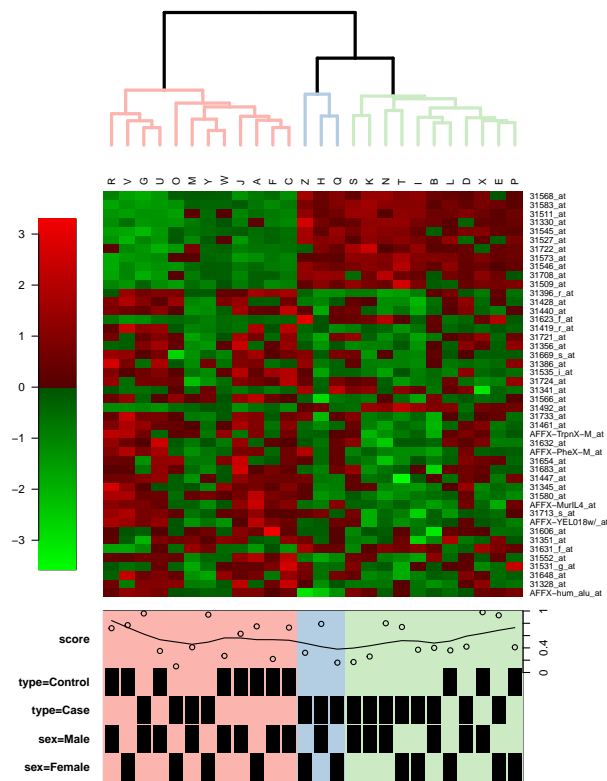 R V G U O M Y W J A F C Z H Q S K N T I B L D X E P
31568_at
31583_at
31511_at
31330_at
31545_at
31527_at
31722_at
31573_at
31546_at
31708_at
31509_at
31396_r_at
31428_at
31440_at
31623_f_at
31419_r_at
31721_at
31356_at
31669_s_at
31386_at
31535_i_at
31724_at
31341_at
31566_at
31492_at
31733_at
31461_at
AFFX−TrpnX−M_at
31632_at
AFFX−PheX−M_at
31654_at
31683_at
31447_at
31345_at
31580_at
AFFX−MurIL4_at
31713_s_at
AFFX−YEL018w/_at
31606_at
31351_at
31631_f_at
31552_at
31531_g_at
31648_at
31328_at
AFFX−hum_alu_at
3
2
1
0
−1
−2
−3
score
1
0.4
0
type=Control
type=Case
sex=Male
sex=Female